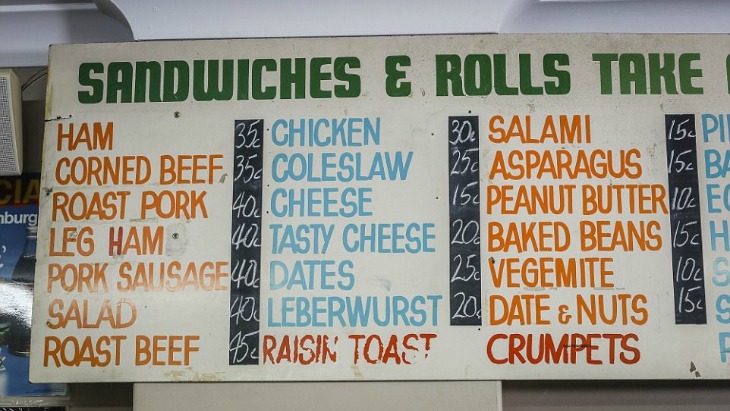 SANDWICHES & ROLLS TAKE
HAM 35c CHICKEN 30c SALAMI 15c
CORNED BEEF 35c COLESLAW 25c ASPARAGUS 15c
ROAST PORK 40c CHEESE 15c PEANUT BUTTER 10c
LEG HAM 40c TASTY CHEESE 20c BAKED BEANS 15c
PORK SAUSAGE 40c DATES 25c VEGEMITE 10c
SALAD 40c LEBERWURST 20c DATE & NUTS 15c
ROAST BEEF 45c RAISIN TOAST CRUMPETS